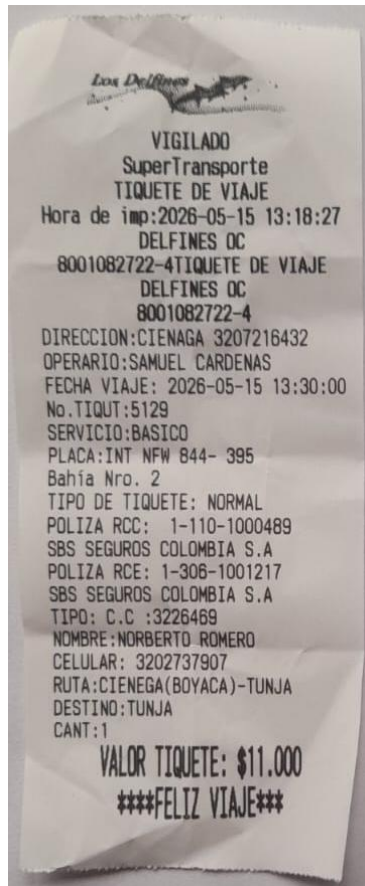 Los Delfines
VIGILADO
SuperTransporte
TIQUETE DE VIAJE
Hora de imp:2026-05-15 13:18:27
DELFINES OC
8001082722-4TIQUETE DE VIAJE
DELFINES OC
8001082722-4
DIRECCION:CIENAGA 3207216432
OPERARIO:SAMUEL CARDENAS
FECHA VIAJE: 2026-05-15 13:30:00
No.TIQUT:5129
SERVICIO:BASICO
PLACA:INT NFW 844- 395
Bahía Nro. 2
TIPO DE TIQUETE: NORMAL
POLIZA RCC: 1-110-1000489
SBS SEGUROS COLOMBIA S.A
POLIZA RCE: 1-306-1001217
SBS SEGUROS COLOMBIA S.A
TIPO: C.C :3226469
NOMBRE:NORBERTO ROMERO
CELULAR: 3202737907
RUTA:CIENEGA(BOYACA)-TUNJA
DESTINO:TUNJA
CANT:1
VALOR TIQUETE: $11.000
****FELIZ VIAJE***